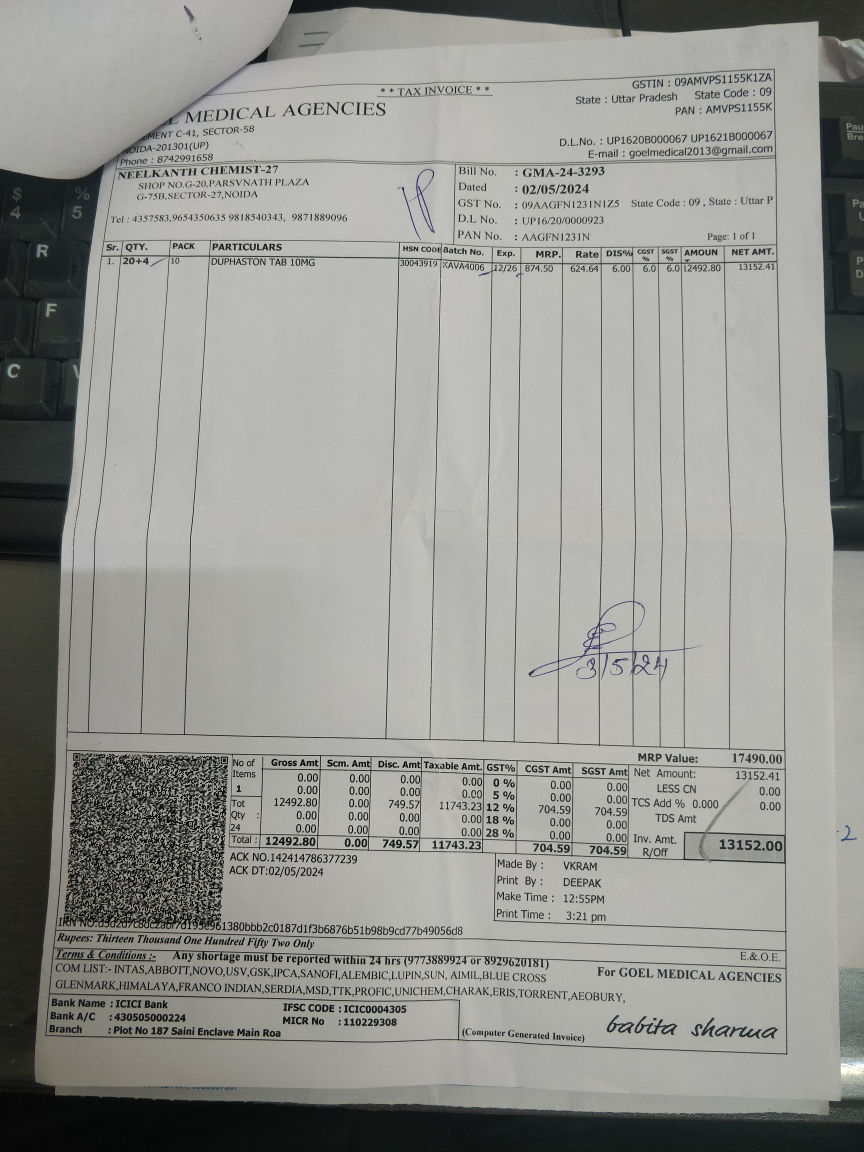 * * TAX INVOICE * *
GSTIN : 09AMVPS1155K1ZA
State : Uttar Pradesh State Code : 09
PAN : AMVPS1155K
MEDICAL AGENCIES
C-41, SECTOR-58
NOIDA-201301(UP)
Phone : 8742991658
D.L.No. : UP1620B000067 UP1621B000067
E-mail : goelmedical2013@gmail.com
NEELKANTH CHEMIST-27
SHOP NO.G-20,PARSVNATH PLAZA
G-75B,SECTOR-27,NOIDA
Tel : 4357583,9654350635 9818540343, 9871889096
Bill No. : GMA-24-3293
Dated : 02/05/2024
GST No. : 09AAGFN1231N1Z5 State Code : 09 , State : Uttar P
D.L No. : UP16/20/0000923
PAN No. : AAGFN1231N Page: 1 of 1
Sr. QTY. PACK PARTICULARS HSN CODE Batch No. Exp. MRP. Rate DIS% CGST % SGST % AMOUN NET AMT.
1. 20+4 10 DUPHASTON TAB 10MG 30043919 XAVA4006 12/26 874.50 624.64 6.00 6.0 6.0 12492.80 13152.41
3/5/24
MRP Value: 17490.00
No of Items 1 Tot Qty : 24
Gross Amt Scm. Amt Disc. Amt Taxable Amt. GST% CGST Amt SGST Amt
0.00 0.00 0.00 0.00 0 % 0.00 0.00
0.00 0.00 0.00 0.00 5 % 0.00 0.00
12492.80 0.00 749.57 11743.23 12 % 704.59 704.59
0.00 0.00 0.00 0.00 18 % 0.00 0.00
0.00 0.00 0.00 0.00 28 % 0.00 0.00
Total : 12492.80 0.00 749.57 11743.23 704.59 704.59
Net Amount: 13152.41
LESS CN 0.00
TCS Add % 0.000 0.00
TDS Amt
Inv. Amt. R/Off 13152.00
ACK NO.142414786377239
ACK DT:02/05/2024
Made By : VKRAM
Print By : DEEPAK
Make Time : 12:55PM
Print Time : 3:21 pm
Rupees: Thirteen Thousand One Hundred Fifty Two Only
E.&O.E.
Terms & Conditions :- Any shortage must be reported within 24 hrs (9773889924 or 8929620181)
COM LIST:- INTAS,ABBOTT,NOVO,USV,GSK,IPCA,SANOFI,ALEMBIC,LUPIN,SUN, AIMIL,BLUE CROSS
GLENMARK,HIMALAYA,FRANCO INDIAN,SERDIA,MSD,TTK,PROFIC,UNICHEM,CHARAK,ERIS,TORRENT,AEOBURY,
For GOEL MEDICAL AGENCIES
Bank Name : ICICI Bank IFSC CODE : ICIC0004305
Bank A/C : 430505000224 MICR No : 110229308
Branch : Plot No 187 Saini Enclave Main Roa
(Computer Generated Invoice)
babita sharma